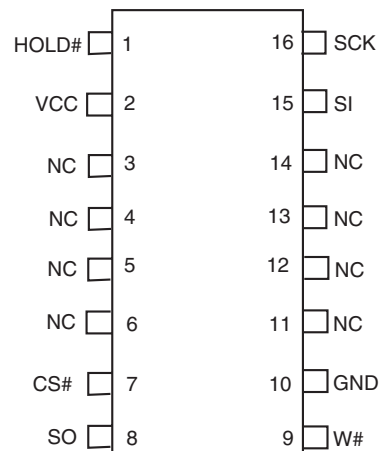 HOLD# 1 16 SCK
VCC 2 15 SI
NC 3 14 NC
NC 4 13 NC
NC 5 12 NC
NC 6 11 NC
CS# 7 10 GND
SO 8 9 W#